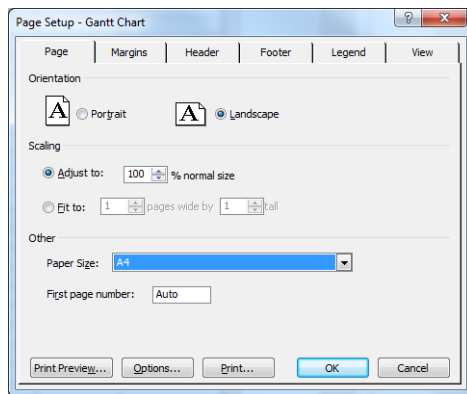 Page Setup - Gantt Chart
Page Margins Header Footer Legend View
Orientation
A Portrait A Landscape
Scaling
Adjust to: 100 % normal size
Fit to: 1 pages wide by 1 tall
Other
Paper Size: A4
First page number: Auto
Print Preview... Options... Print... OK Cancel